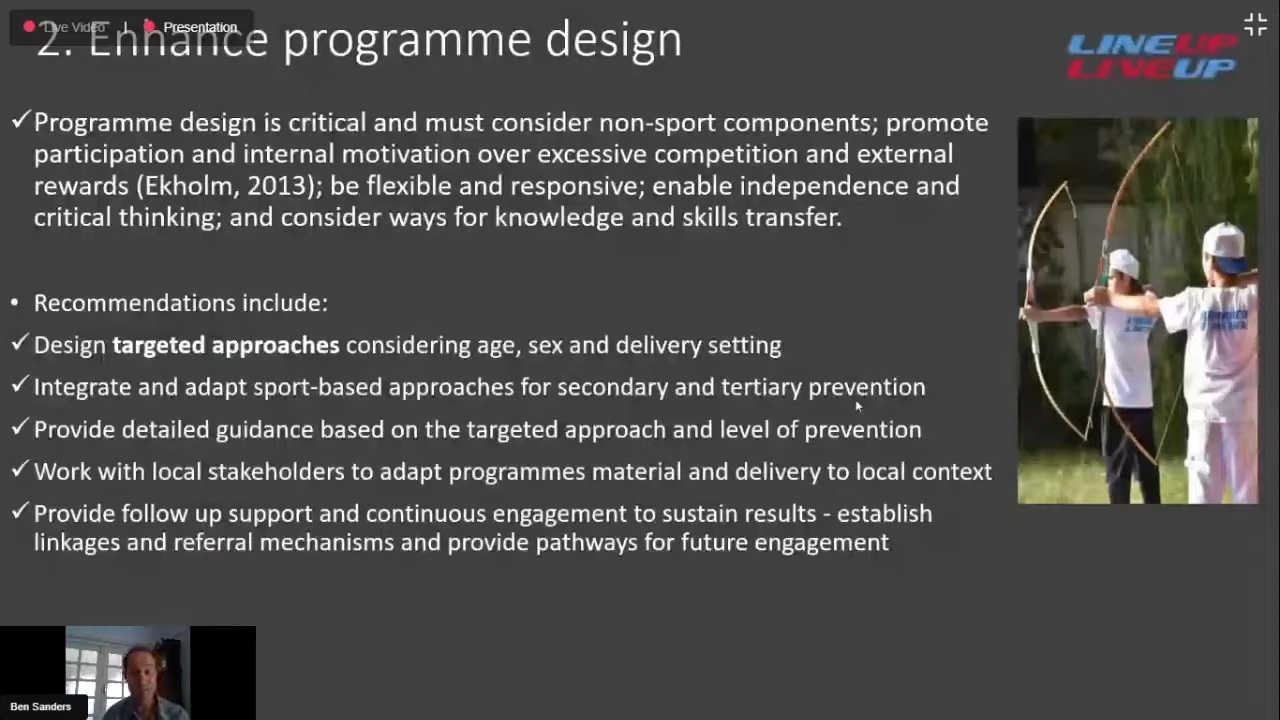 Live Video | Presentation
2. Enhance programme design
LINEUP
LIVEUP
✓Programme design is critical and must consider non-sport components; promote
participation and internal motivation over excessive competition and external
rewards (Ekholm, 2013); be flexible and responsive; enable independence and
critical thinking; and consider ways for knowledge and skills transfer.
• Recommendations include:
✓Design targeted approaches considering age, sex and delivery setting
✓Integrate and adapt sport-based approaches for secondary and tertiary prevention
✓Provide detailed guidance based on the targeted approach and level of prevention
✓Work with local stakeholders to adapt programmes material and delivery to local context
✓Provide follow up support and continuous engagement to sustain results - establish
linkages and referral mechanisms and provide pathways for future engagement
Ben Sanders